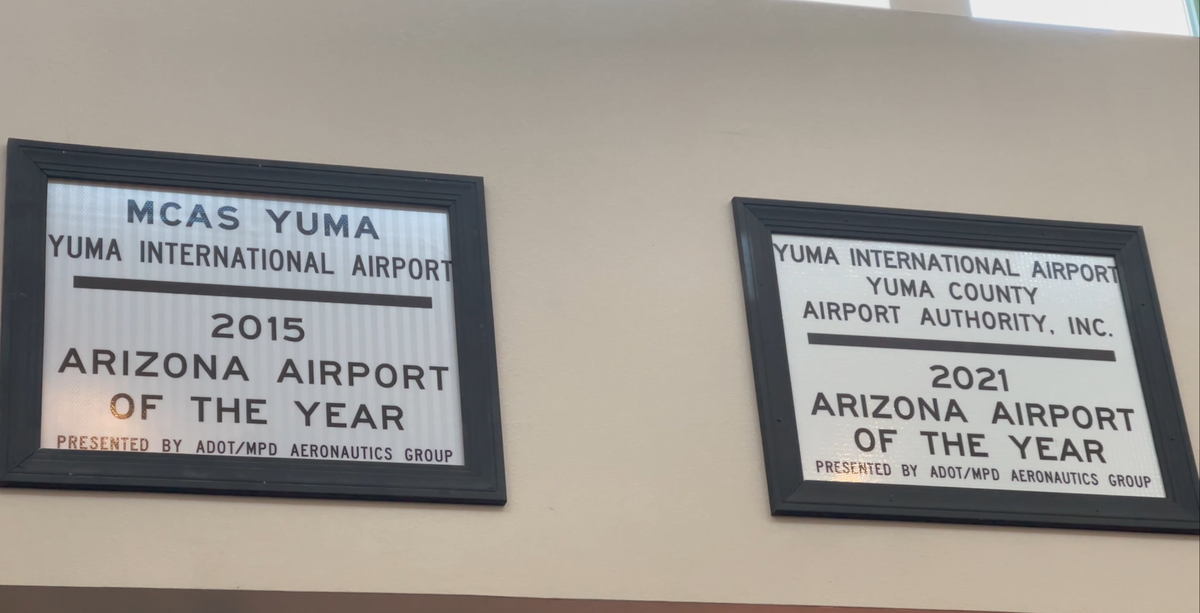 MCAS YUMA
YUMA INTERNATIONAL AIRPORT
2015
ARIZONA AIRPORT
OF THE YEAR
PRESENTED BY ADOT/MPD AERONAUTICS GROUP
YUMA INTERNATIONAL AIRPORT
YUMA COUNTY
AIRPORT AUTHORITY, INC.
2021
ARIZONA AIRPORT
OF THE YEAR
PRESENTED BY ADOT/MPD AERONAUTICS GROUP